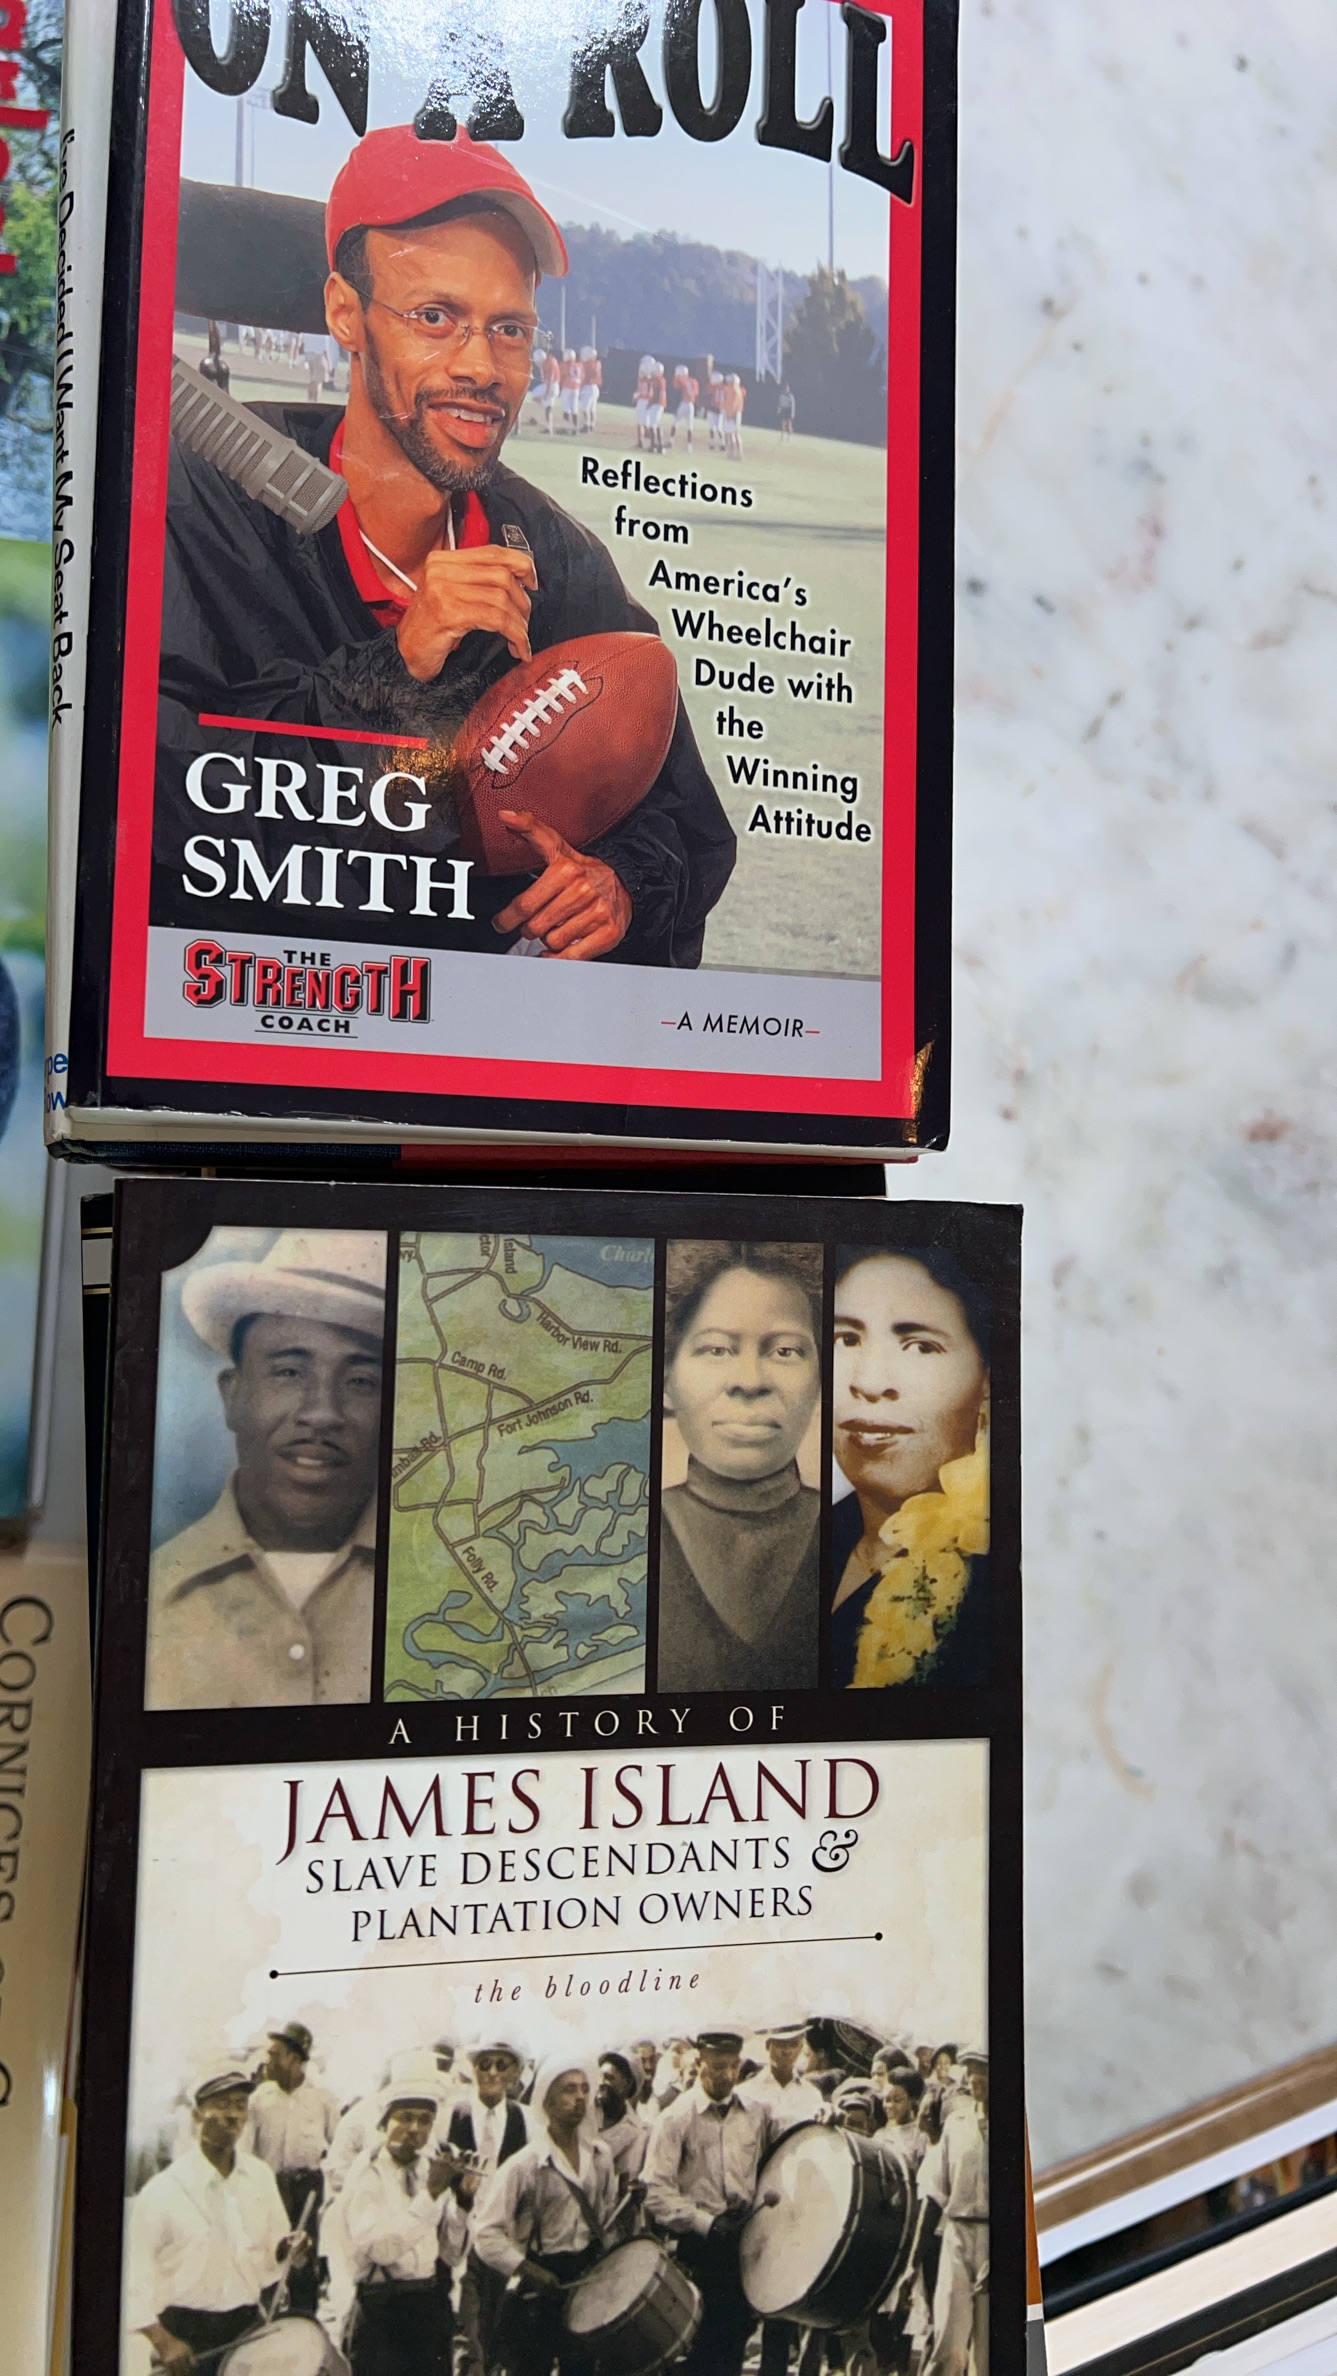 ON A ROLL
Reflections
from
America's
Wheelchair
Dude with
the
Winning
Attitude
GREG
SMITH
THE
STRENGTH
COACH
–A MEMOIR–
I've Decided I Want My Seat Back
Island
Harbor View Rd.
Camp Rd.
Fort Johnson Rd.
Folly Rd.
A HISTORY OF
JAMES ISLAND
SLAVE DESCENDANTS &
PLANTATION OWNERS
the bloodline
CORNICES